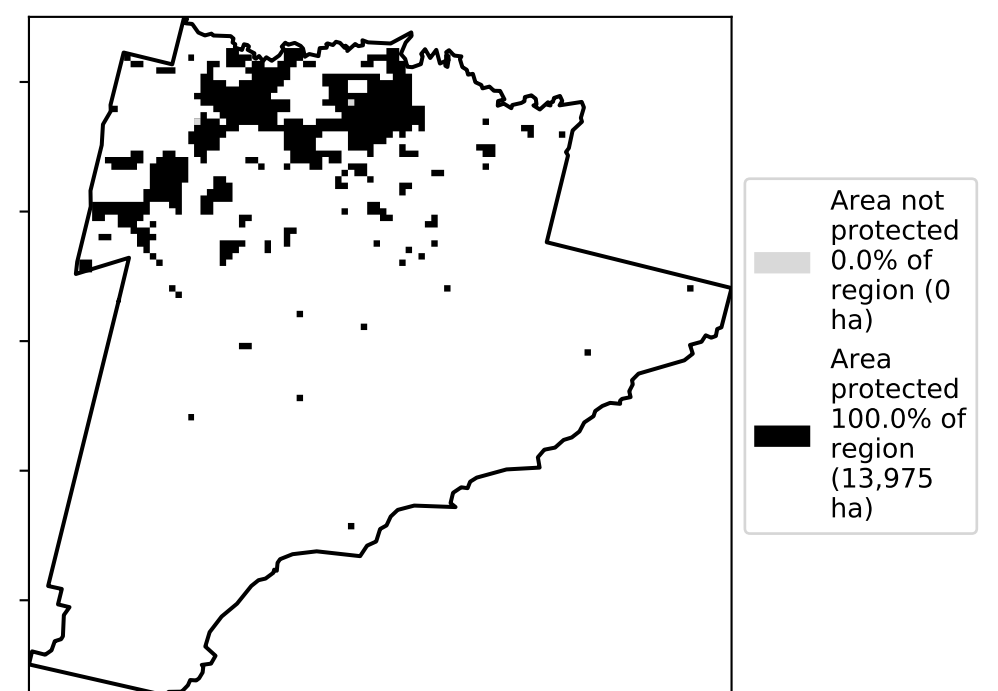 Area not
protected
0.0% of
region (0
ha)
Area
protected
100.0% of
region
(13,975
ha)